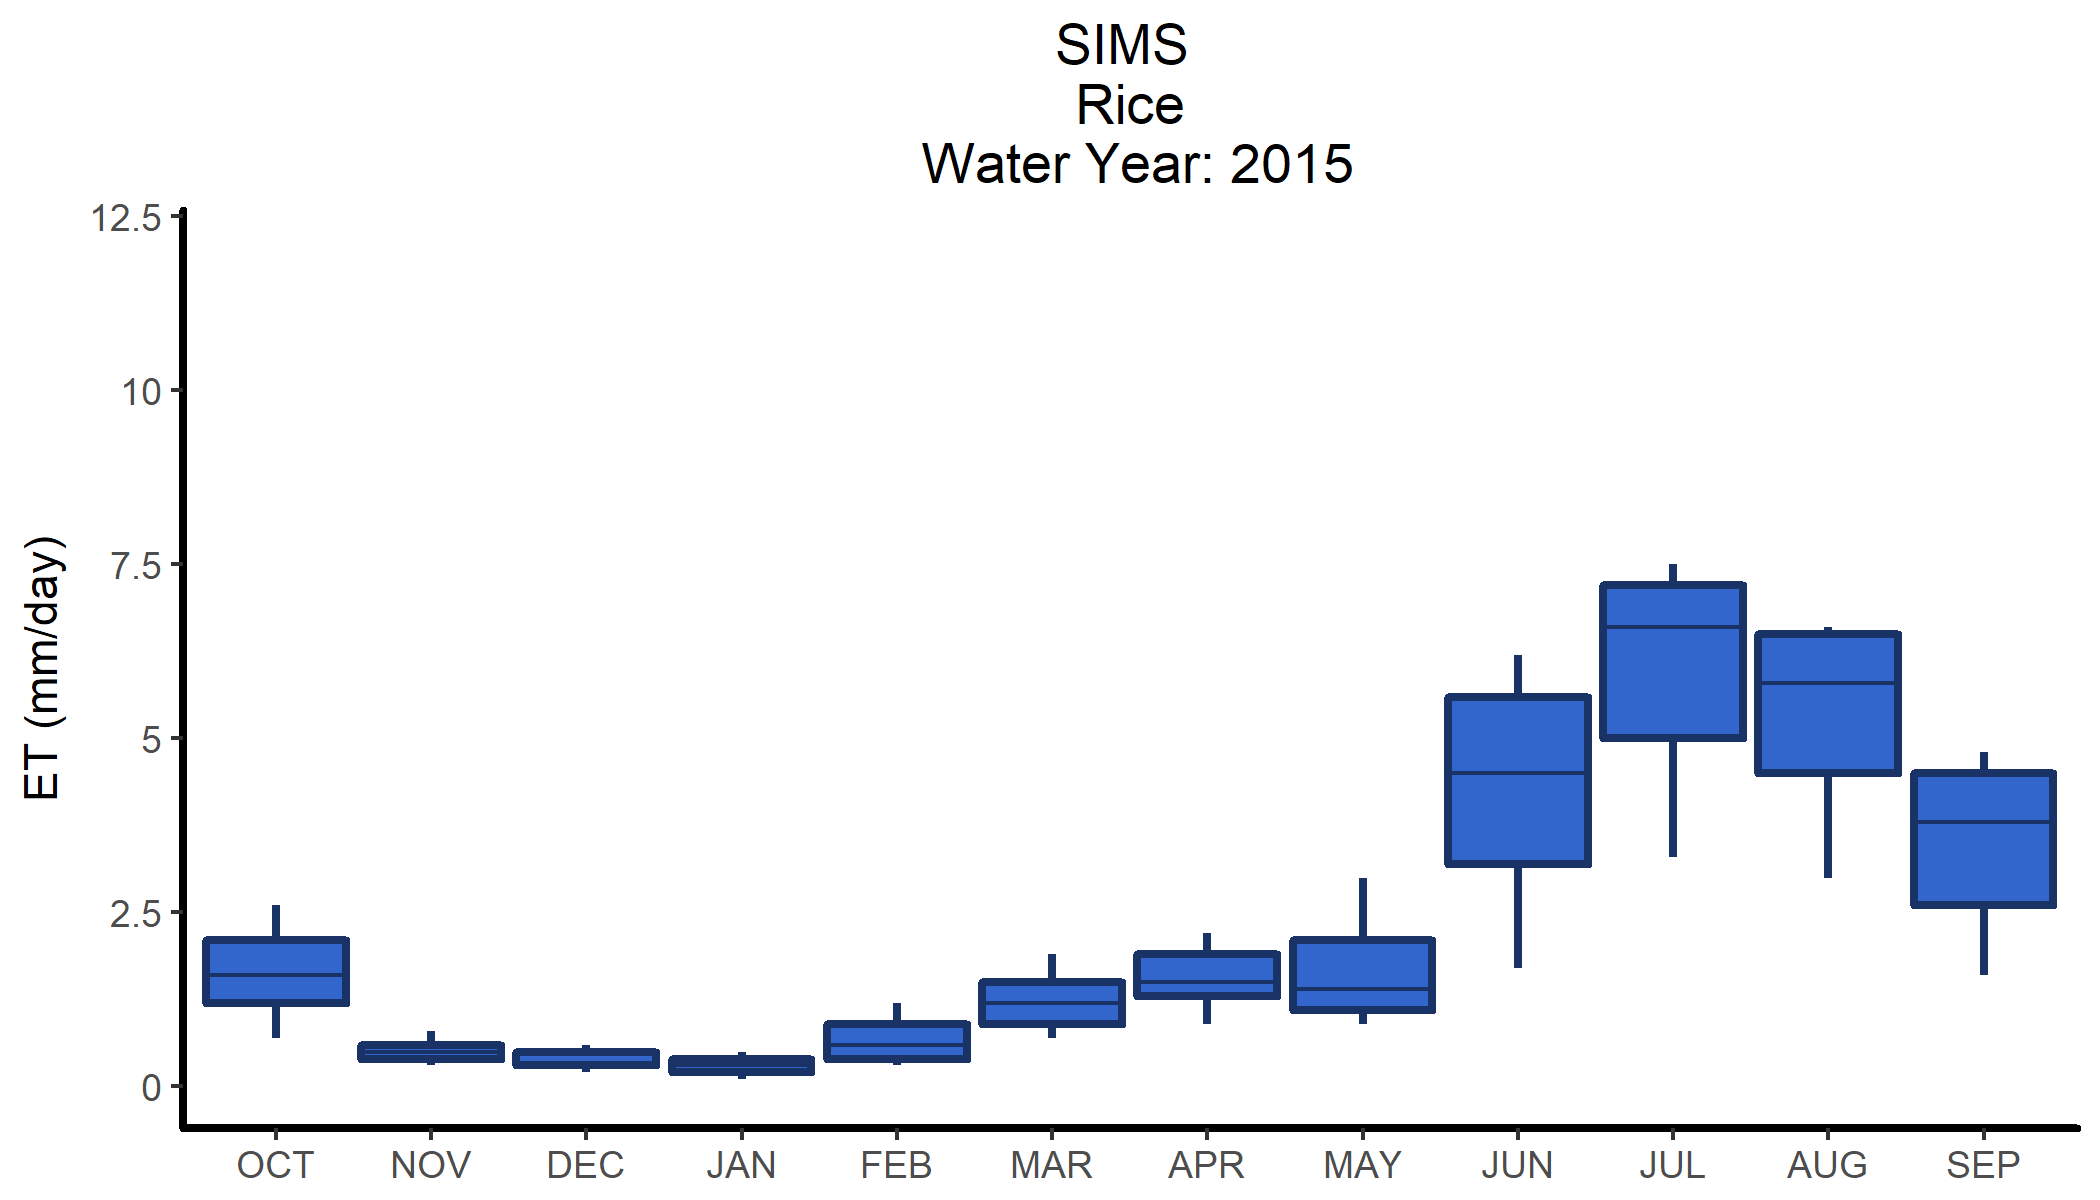 SIMS
Rice
Water Year: 2015
12.5
10
7.5
5
2.5
0
ET (mm/day)
OCT NOV DEC JAN FEB MAR APR MAY JUN JUL AUG SEP